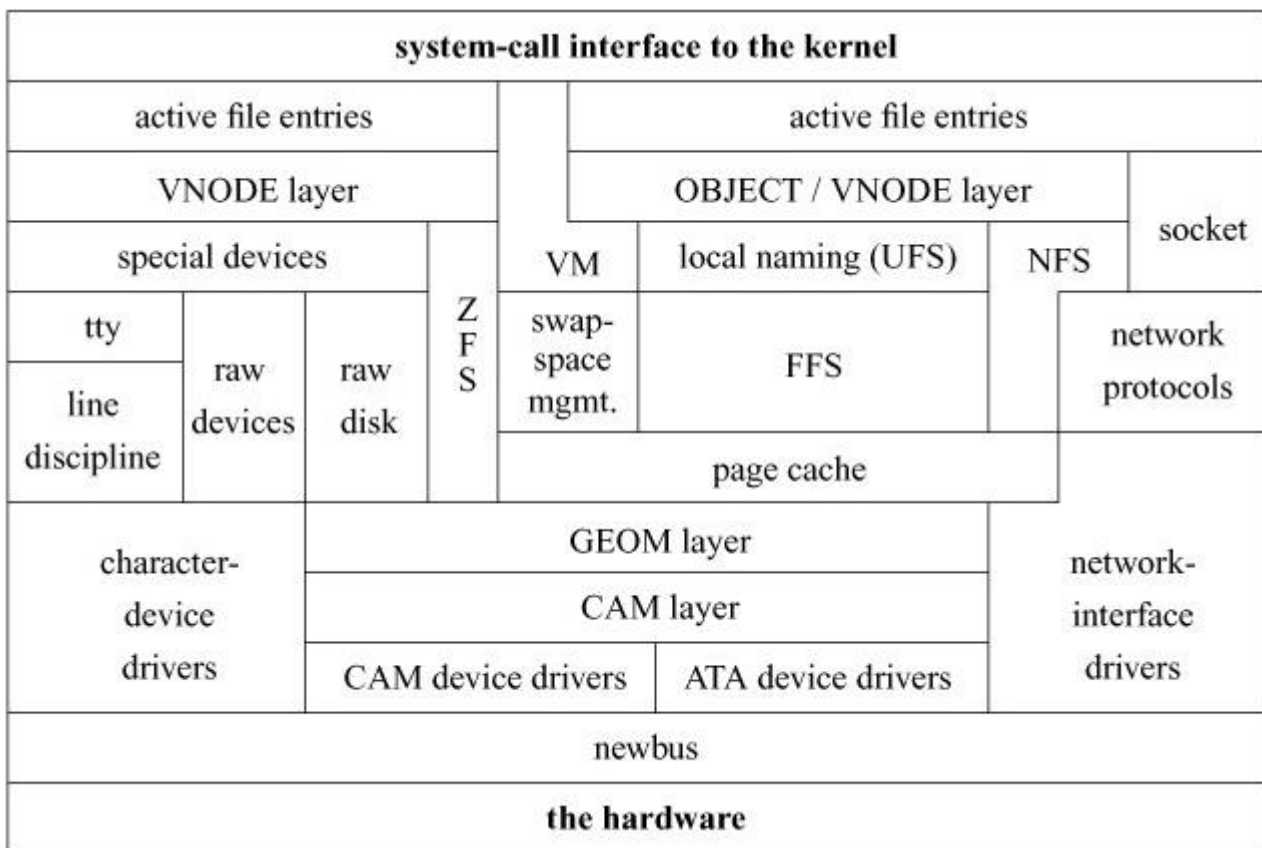 system-call interface to the kernel
active file entries
active file entries
VNODE layer
OBJECT / VNODE layer
socket
special devices
Z
F
S
VM
local naming (UFS)
NFS
tty
raw
devices
raw
disk
swap-
space
mgmt.
FFS
network
protocols
line
discipline
page cache
character-
device
drivers
GEOM layer
network-
interface
drivers
CAM layer
CAM device drivers
ATA device drivers
newbus
the hardware